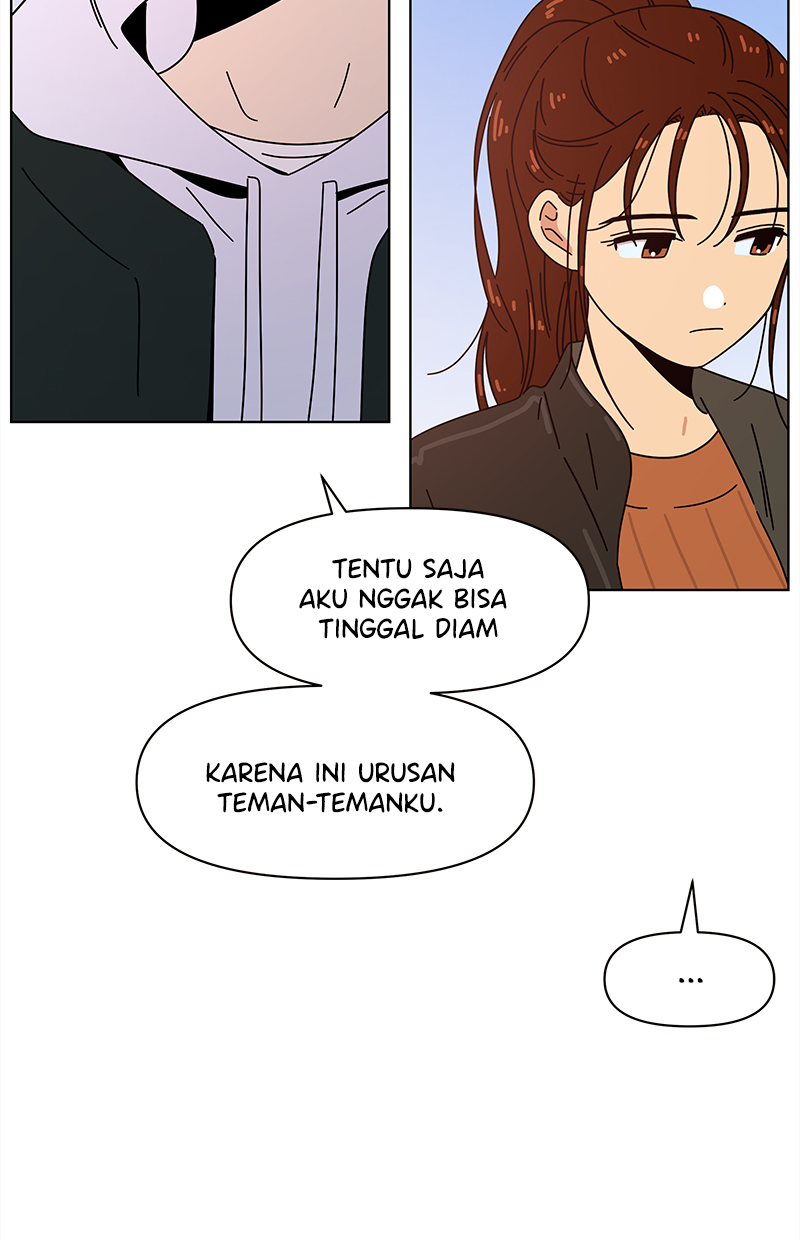 TENTU SAJA
AKU NGGAK BISA
TINGGAL DIAM
KARENA INI URUSAN
TEMAN-TEMANKU.
...